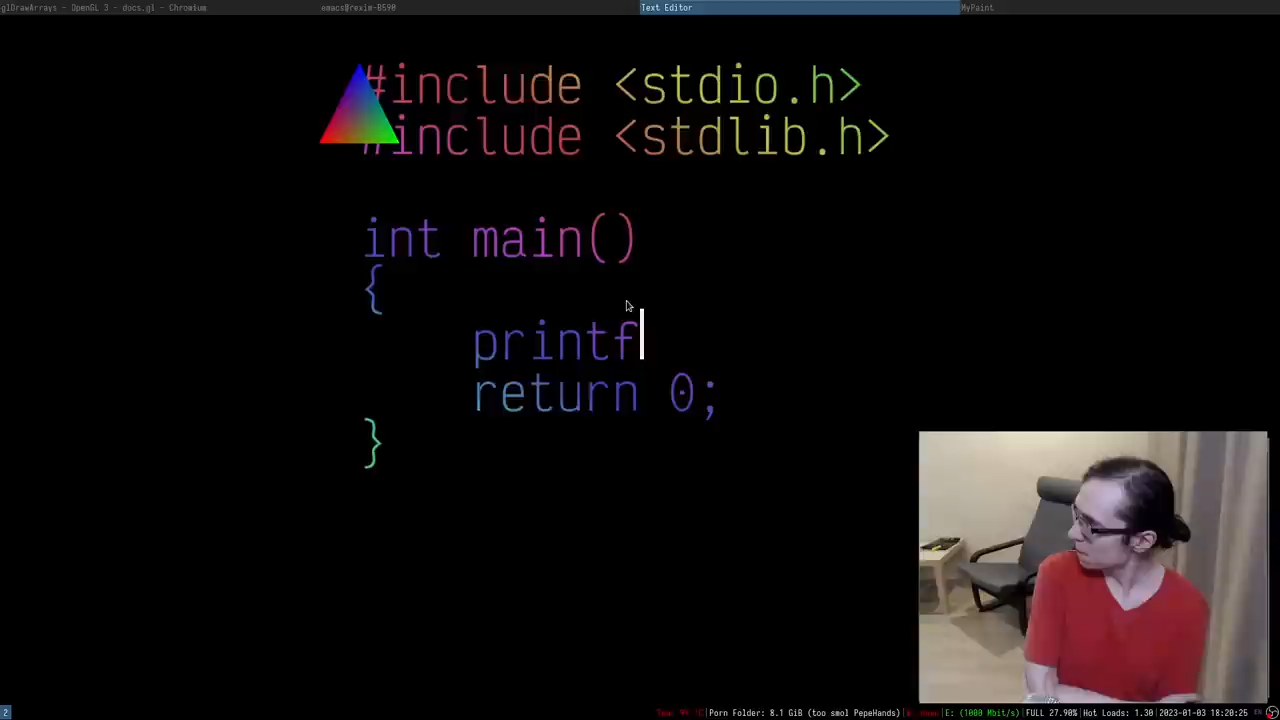 glDrawArrays - OpenGL 3 - docs.gl - Chromium
emacs@rexim-B590
Text Editor
MyPaint
#include <stdio.h>
#include <stdlib.h>
int main()
{
printf
return 0;
}
2
Porn Folder: 8.1 GiB (too smol PepeHands)
E: (1000 Mbit/s)
FULL 27.90%
Hot Loads: 1.30
2023-01-03 18:20:25